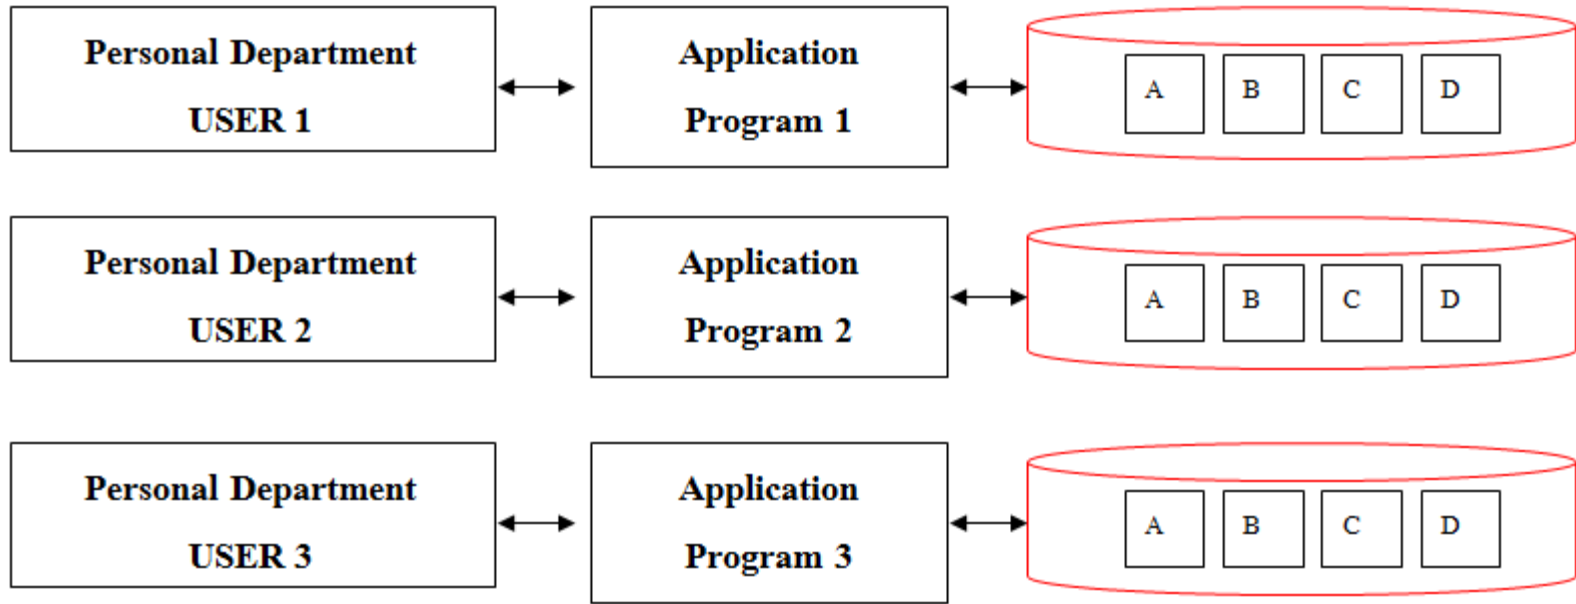 Personal Department
USER 1
Application
Program 1
A B C D
Personal Department
USER 2
Application
Program 2
A B C D
Personal Department
USER 3
Application
Program 3
A B C D